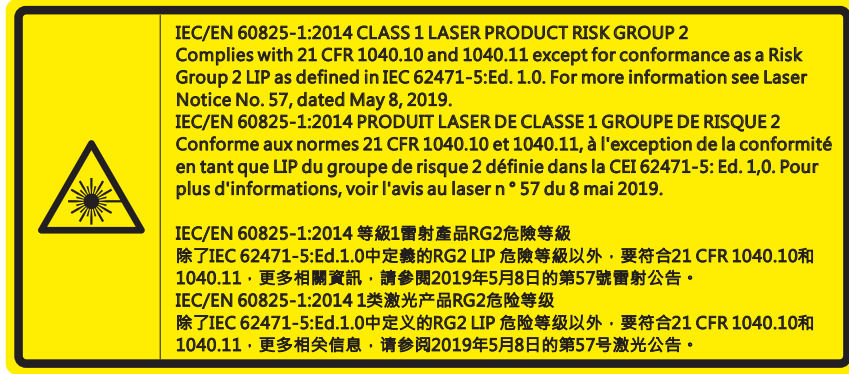 IEC/EN 60825-1:2014 CLASS 1 LASER PRODUCT RISK GROUP 2
Complies with 21 CFR 1040.10 and 1040.11 except for conformance as a Risk
Group 2 LIP as defined in IEC 62471-5:Ed. 1.0. For more information see Laser
Notice No. 57, dated May 8, 2019.
IEC/EN 60825-1:2014 PRODUIT LASER DE CLASSE 1 GROUPE DE RISQUE 2
Conforme aux normes 21 CFR 1040.10 et 1040.11, à l'exception de la conformité
en tant que LIP du groupe de risque 2 définie dans la CEI 62471-5: Ed. 1,0. Pour
plus d'informations, voir l'avis au laser n ° 57 du 8 mai 2019.
IEC/EN 60825-1:2014 等級1雷射產品RG2危險等級
除了IEC 62471-5:Ed.1.0中定義的RG2 LIP 危險等級以外，要符合21 CFR 1040.10和
1040.11，更多相關資訊，請參閱2019年5月8日的第57號雷射公告。
IEC/EN 60825-1:2014 1类激光产品RG2危险等级
除了IEC 62471-5:Ed.1.0中定义的RG2 LIP 危险等级以外，要符合21 CFR 1040.10和
1040.11，更多相关信息，请参阅2019年5月8日的第57号激光公告。